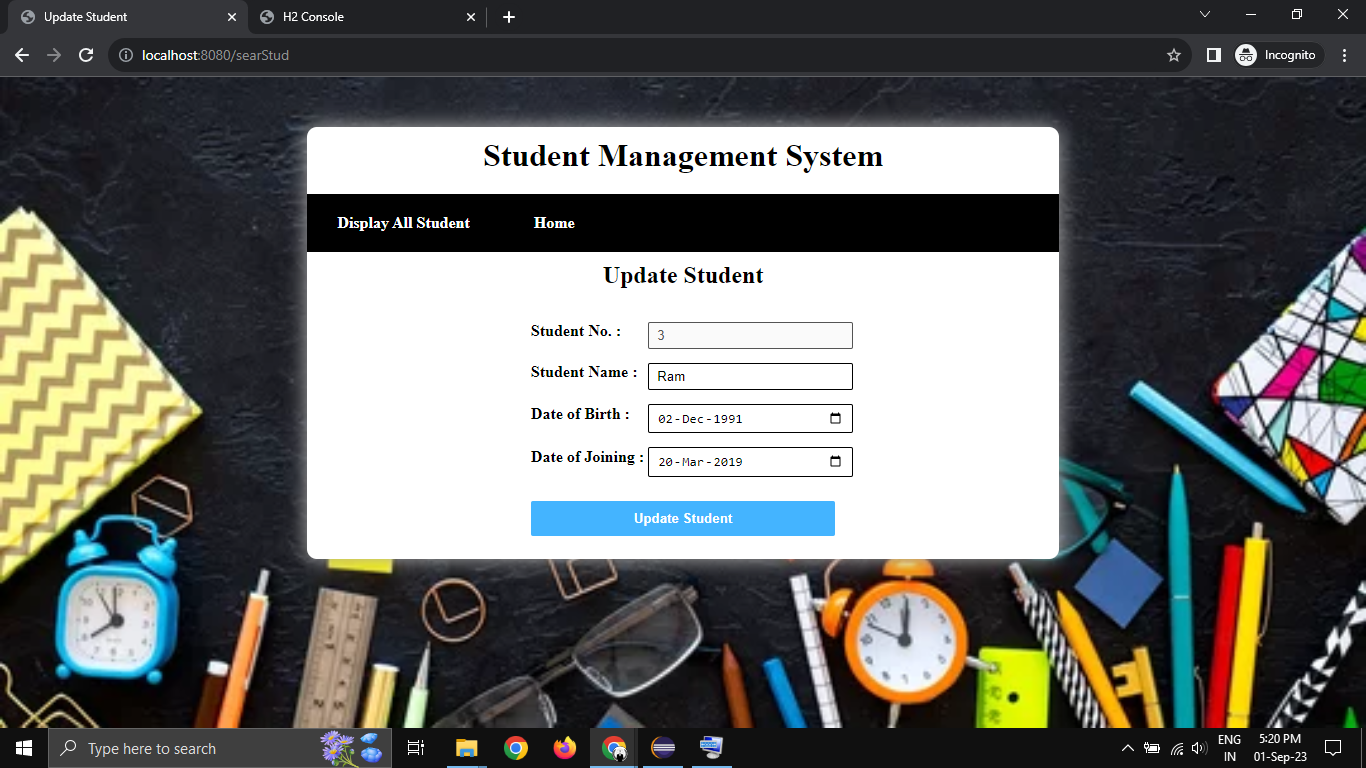 Update Student
H2 Console
localhost:8080/searStud
Incognito
Student Management System
Display All Student
Home
Update Student
Student No. :
3
Student Name :
Ram
Date of Birth :
02-Dec-1991
Date of Joining :
20-Mar-2019
Update Student
Type here to search
ENG
IN
5:20 PM
01-Sep-23